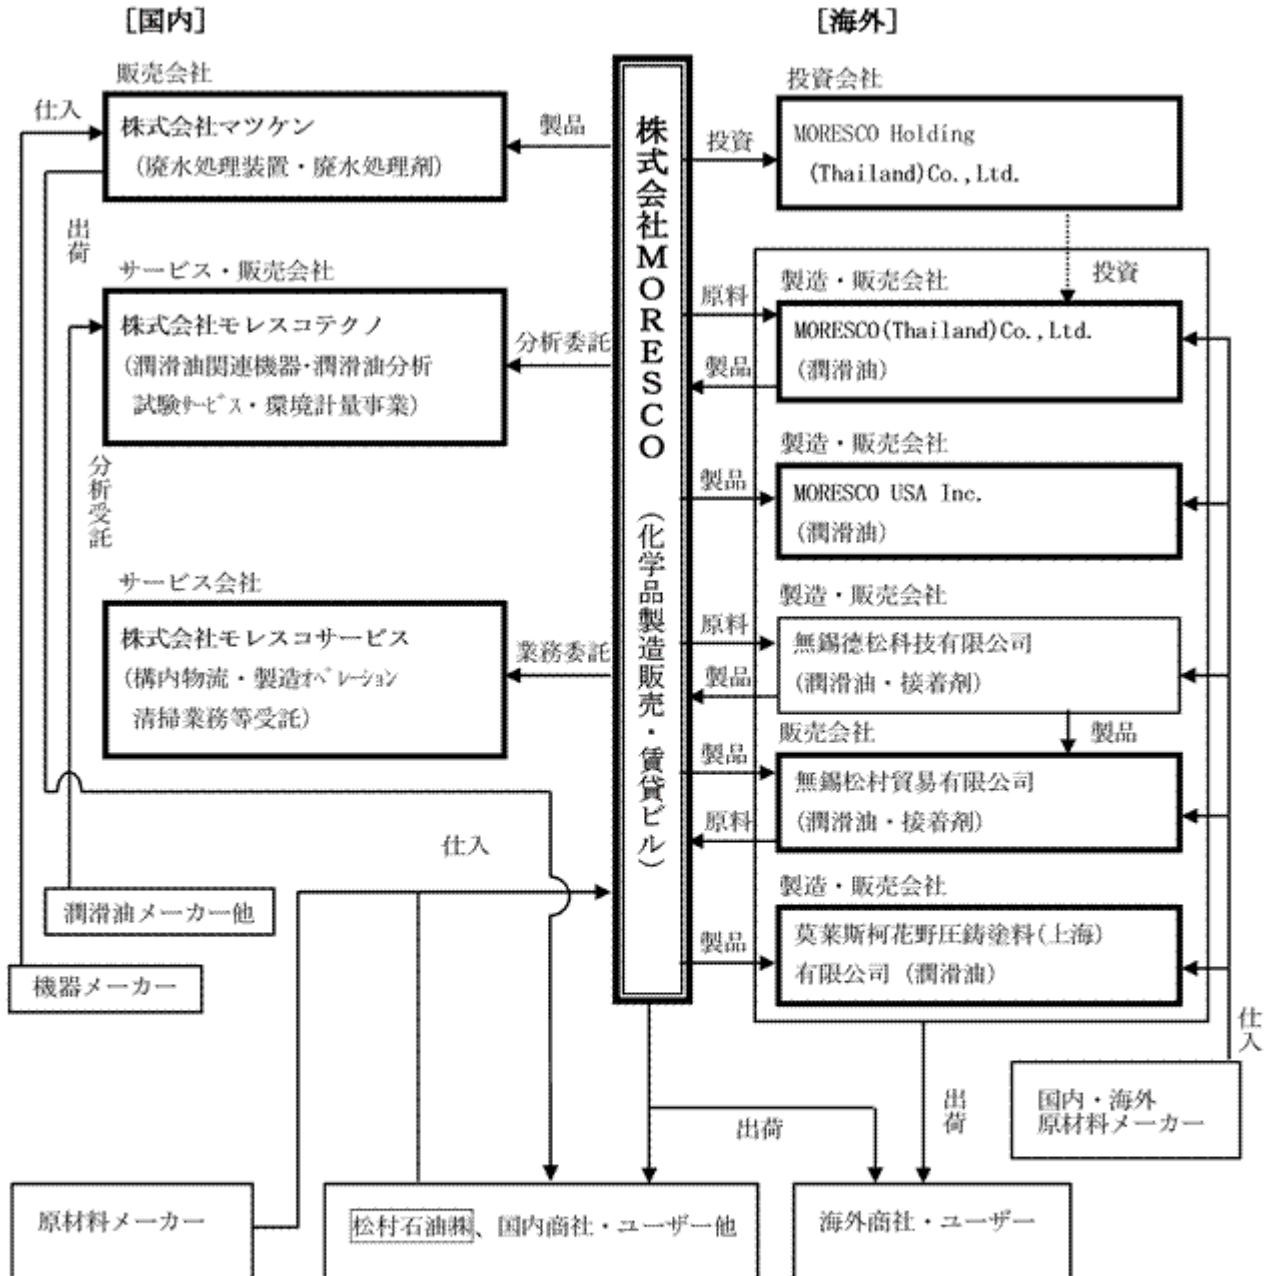 [国内]
[海外]
販売会社
仕入
株式会社マツケン
(廃水処理装置・廃水処理剤)
製品
出荷
サービス・販売会社
株式会社モレスコテクノ
(潤滑油関連機器・潤滑油分析
試験ｻｰﾋﾞｽ・環境計量事業)
分析委託
分析受託
サービス会社
株式会社モレスコサービス
(構内物流・製造ｵﾍﾟﾚｰｼｮﾝ
清掃業務等受託)
業務委託
株式会社MORESCO (化学品製造販売・賃貸ビル)
投資会社
投資
MORESCO Holding
(Thailand)Co.,Ltd.
投資
製造・販売会社
原料
MORESCO(Thailand)Co.,Ltd.
(潤滑油)
製品
製造・販売会社
製品
MORESCO USA Inc.
(潤滑油)
製造・販売会社
原料
無錫德松科技有限公司
(潤滑油・接着剤)
製品
販売会社
製品
製品
無錫松村貿易有限公司
(潤滑油・接着剤)
原料
製造・販売会社
製品
莫莱斯柯花野圧鋳塗料(上海)
有限公司 (潤滑油)
仕入
潤滑油メーカー他
機器メーカー
仕入
出荷
出荷
国内・海外
原材料メーカー
原材料メーカー
松村石油㈱、国内商社・ユーザー他
海外商社・ユーザー